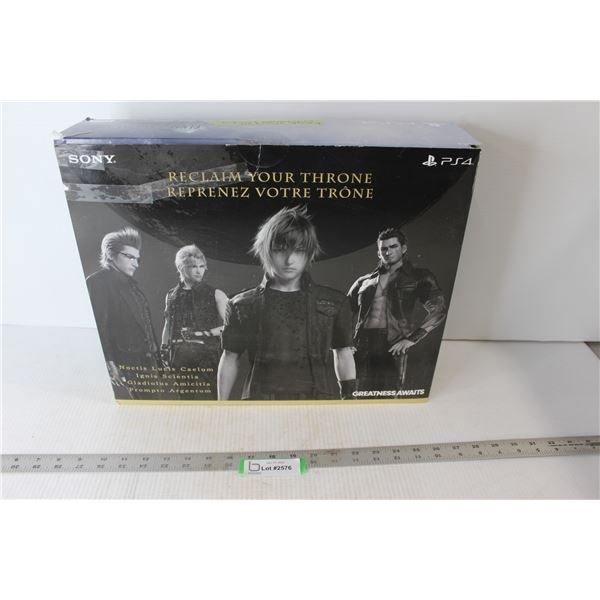 SONY
PS4
RECLAIM YOUR THRONE
REPRENEZ VOTRE TRÔNE
Noctis Lucis Caelum
Ignis Scientia
Gladiolus Amicitia
Prompto Argentum
GREATNESS AWAITS
Lot #2576